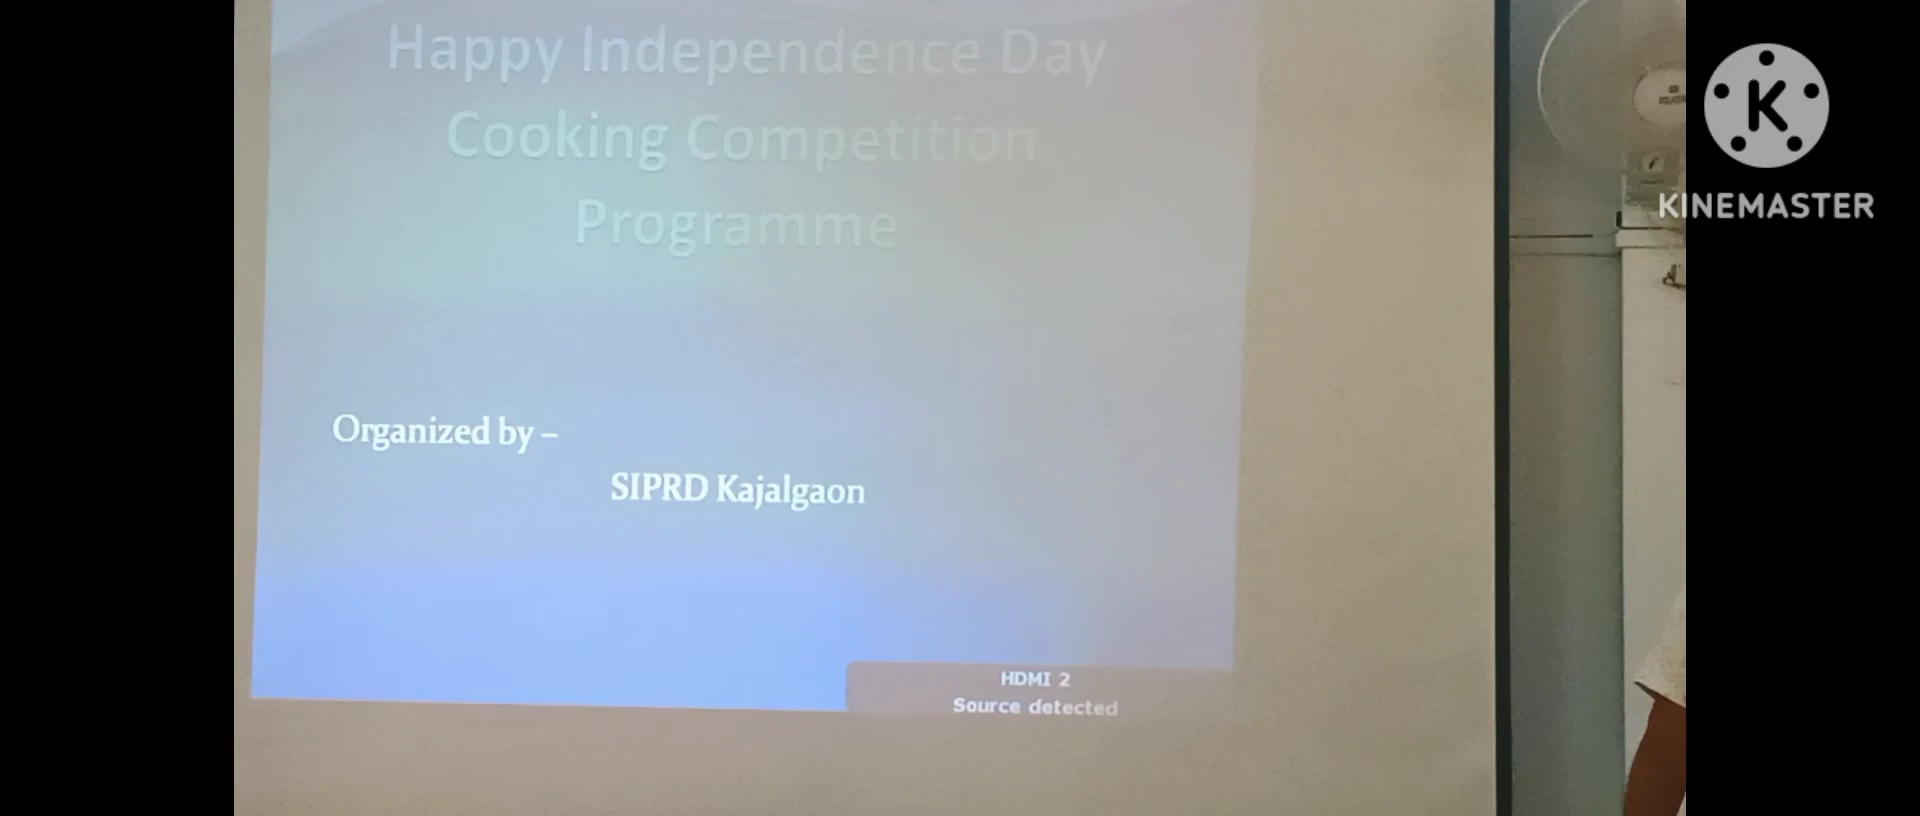 Happy Independence Day
Cooking Competition
Programme
Organized by –
SIPRD Kajalgaon
HDMI 2
Source detected
K
KINEMASTER